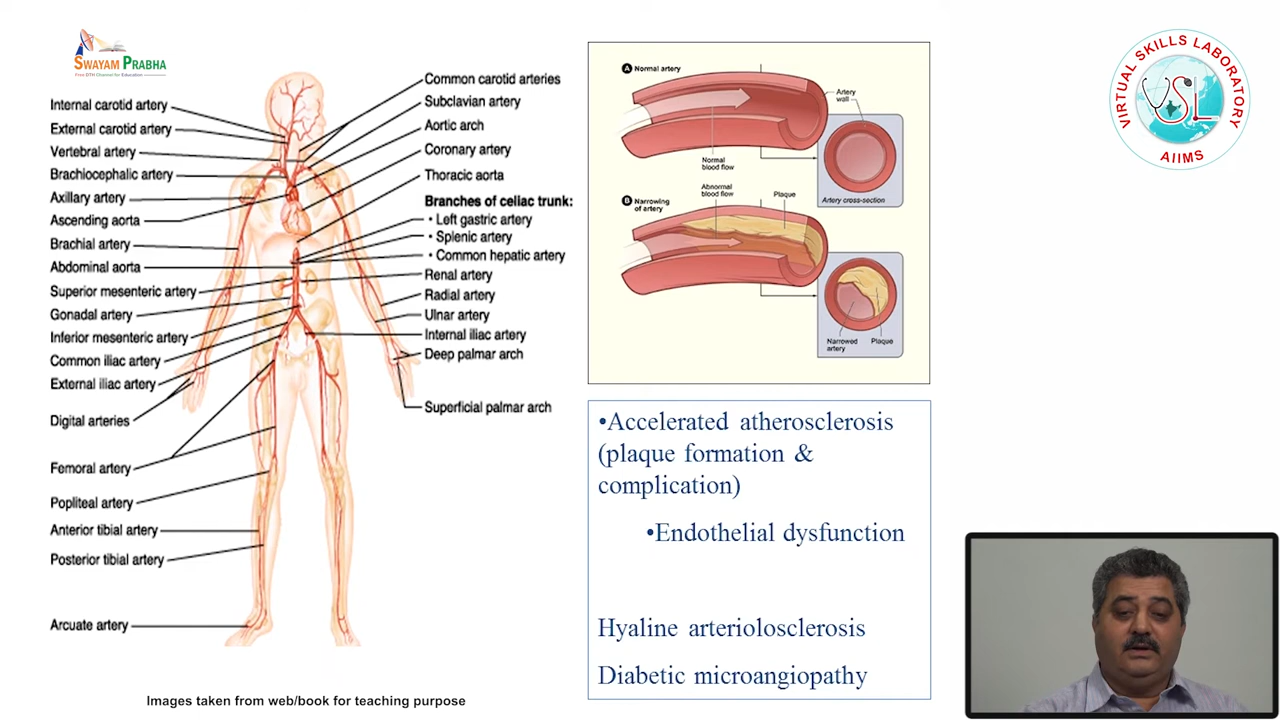 SWAYAM PRABHA
Free DTH Channel for Education
Internal carotid artery
External carotid artery
Vertebral artery
Brachiocephalic artery
Axillary artery
Ascending aorta
Brachial artery
Abdominal aorta
Superior mesenteric artery
Gonadal artery
Inferior mesenteric artery
Common iliac artery
External iliac artery
Digital arteries
Femoral artery
Popliteal artery
Anterior tibial artery
Posterior tibial artery
Arcuate artery
Common carotid arteries
Subclavian artery
Aortic arch
Coronary artery
Thoracic aorta
Branches of celiac trunk:
• Left gastric artery
• Splenic artery
• Common hepatic artery
Renal artery
Radial artery
Ulnar artery
Internal iliac artery
Deep palmar arch
Superficial palmar arch
Images taken from web/book for teaching purpose
A Normal artery
Artery
wall
Normal
blood flow
Artery cross-section
Abnormal
blood flow
Plaque
B Narrowing
of artery
Narrowed
artery
Plaque
•Accelerated atherosclerosis
(plaque formation &
complication)
•Endothelial dysfunction
Hyaline arteriolosclerosis
Diabetic microangiopathy
VIRTUAL SKILLS LABORATORY
VSL
AIIMS